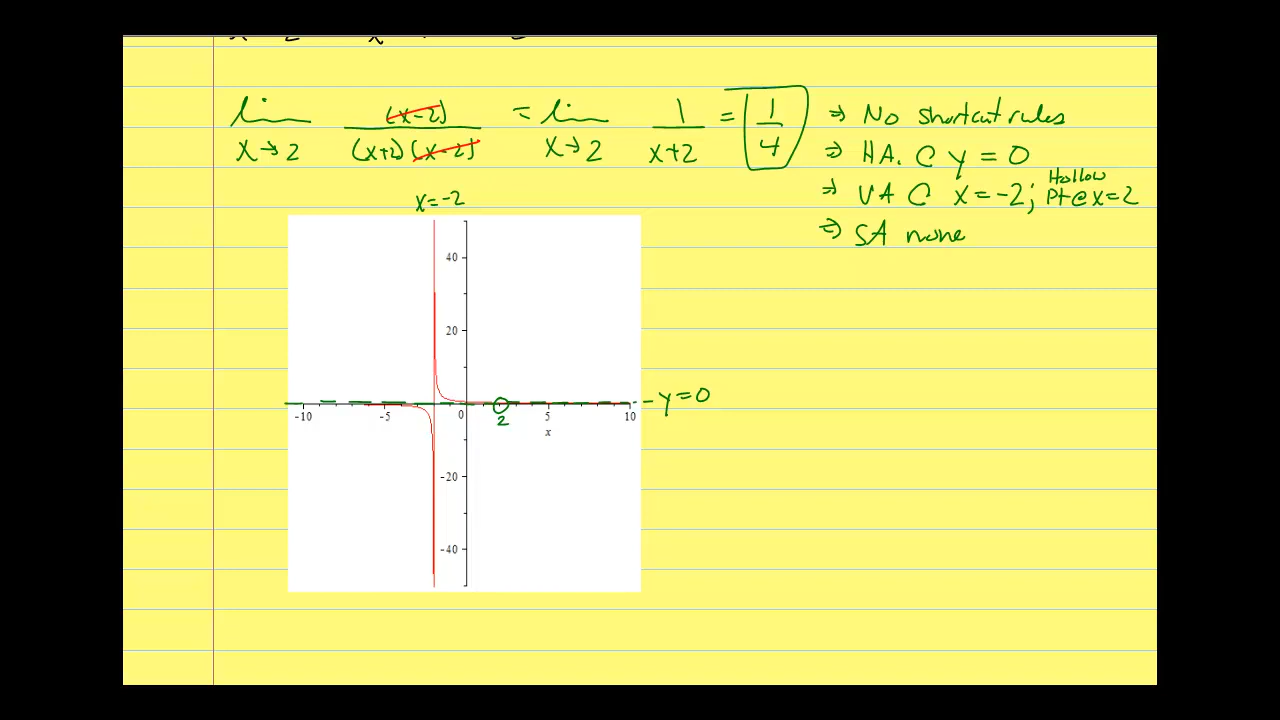 lim x→2 (x-2) / (x+2)(x-2) = lim x→2 1 / x+2 = 1/4
⇒ No shortcut rules
⇒ HA. @ y = 0
⇒ VA @ x = -2; Hollow Pt @ x=2
⇒ SA none
x=-2
40
20
-10 -5 0 5 10
2
x
-20
-40
y=0